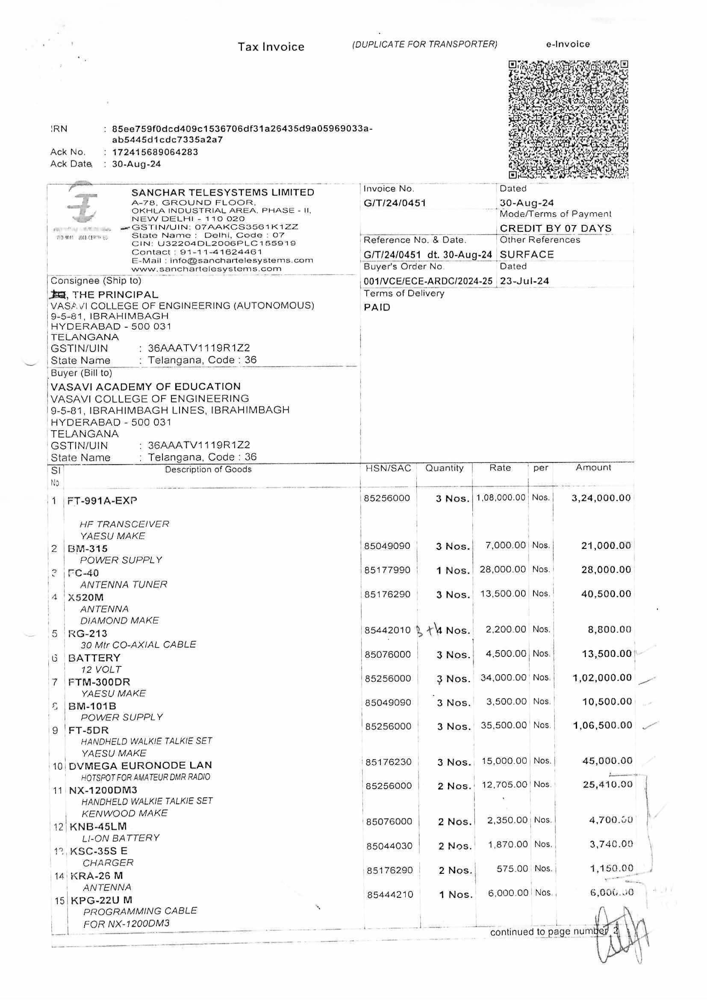 Tax Invoice (DUPLICATE FOR TRANSPORTER) e-Invoice
IRN : 85ee759f0dcd409c1536706df31a26435d9a05969033a-
ab5445d1cdc7335a2a7
Ack No. : 172415689064283
Ack Date : 30-Aug-24
SANCHAR TELESYSTEMS LIMITED
A-78, GROUND FLOOR,
OKHLA INDUSTRIAL AREA, PHASE - II,
NEW DELHI - 110 020
GSTIN/UIN: 07AAKCS3561K1ZZ
State Name : Delhi, Code : 07
CIN: U32204DL2006PLC155919
Contact : 91-11-41624461
E-Mail : info@sanchartelesystems.com
www.sanchartelesystems.com
Invoice No. Dated
G/T/24/0451 30-Aug-24
Mode/Terms of Payment
CREDIT BY 07 DAYS
Reference No. & Date. Other References
G/T/24/0451 dt. 30-Aug-24 SURFACE
Buyer's Order No. Dated
001/VCE/ECE-ARDC/2024-25 23-Jul-24
Terms of Delivery
PAID
Consignee (Ship to)
, THE PRINCIPAL
VASAVI COLLEGE OF ENGINEERING (AUTONOMOUS)
9-5-81, IBRAHIMBAGH
HYDERABAD - 500 031
TELANGANA
GSTIN/UIN : 36AAATV1119R1Z2
State Name : Telangana, Code : 36
Buyer (Bill to)
VASAVI ACADEMY OF EDUCATION
VASAVI COLLEGE OF ENGINEERING
9-5-81, IBRAHIMBAGH LINES, IBRAHIMBAGH
HYDERABAD - 500 031
TELANGANA
GSTIN/UIN : 36AAATV1119R1Z2
State Name : Telangana, Code : 36
Sl Description of Goods HSN/SAC Quantity Rate per Amount
No
1 FT-991A-EXP 85256000 3 Nos. 1,08,000.00 Nos. 3,24,000.00
HF TRANSCEIVER
YAESU MAKE
2 BM-315 85049090 3 Nos. 7,000.00 Nos. 21,000.00
POWER SUPPLY
3 FC-40 85177990 1 Nos. 28,000.00 Nos. 28,000.00
ANTENNA TUNER
4 X520M 85176290 3 Nos. 13,500.00 Nos. 40,500.00
ANTENNA
DIAMOND MAKE
5 RG-213 85442010 3+ 4 Nos. 2,200.00 Nos. 8,800.00
30 Mtr CO-AXIAL CABLE
6 BATTERY 85076000 3 Nos. 4,500.00 Nos. 13,500.00
12 VOLT
7 FTM-300DR 85256000 3 Nos. 34,000.00 Nos. 1,02,000.00
YAESU MAKE
8 BM-101B 85049090 3 Nos. 3,500.00 Nos. 10,500.00
POWER SUPPLY
9 FT-5DR 85256000 3 Nos. 35,500.00 Nos. 1,06,500.00
HANDHELD WALKIE TALKIE SET
YAESU MAKE
10 DVMEGA EURONODE LAN 85176230 3 Nos. 15,000.00 Nos. 45,000.00
HOTSPOT FOR AMATEUR DMR RADIO
11 NX-1200DM3 85256000 2 Nos. 12,705.00 Nos. 25,410.00
HANDHELD WALKIE TALKIE SET
KENWOOD MAKE
12 KNB-45LM 85076000 2 Nos. 2,350.00 Nos. 4,700.00
LI-ON BATTERY
13 KSC-35S E 85044030 2 Nos. 1,870.00 Nos. 3,740.00
CHARGER
14 KRA-26 M 85176290 2 Nos. 575.00 Nos. 1,150.00
ANTENNA
15 KPG-22U M 85444210 1 Nos. 6,000.00 Nos. 6,000.00
PROGRAMMING CABLE
FOR NX-1200DM3
continued to page number 2